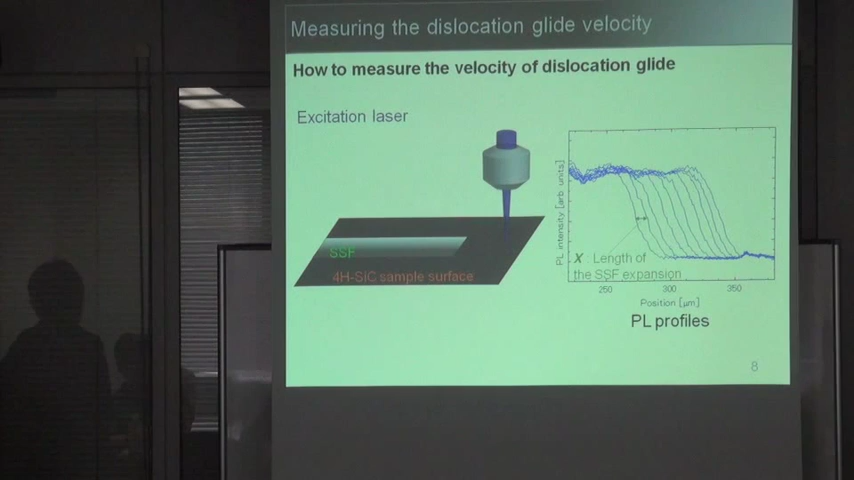 Measuring the dislocation glide velocity
How to measure the velocity of dislocation glide
Excitation laser
SSF
4H-SiC sample surface
PL intensity [arb. units]
X : Length of
the SSF expansion
250 300 350
Position [μm]
PL profiles
8